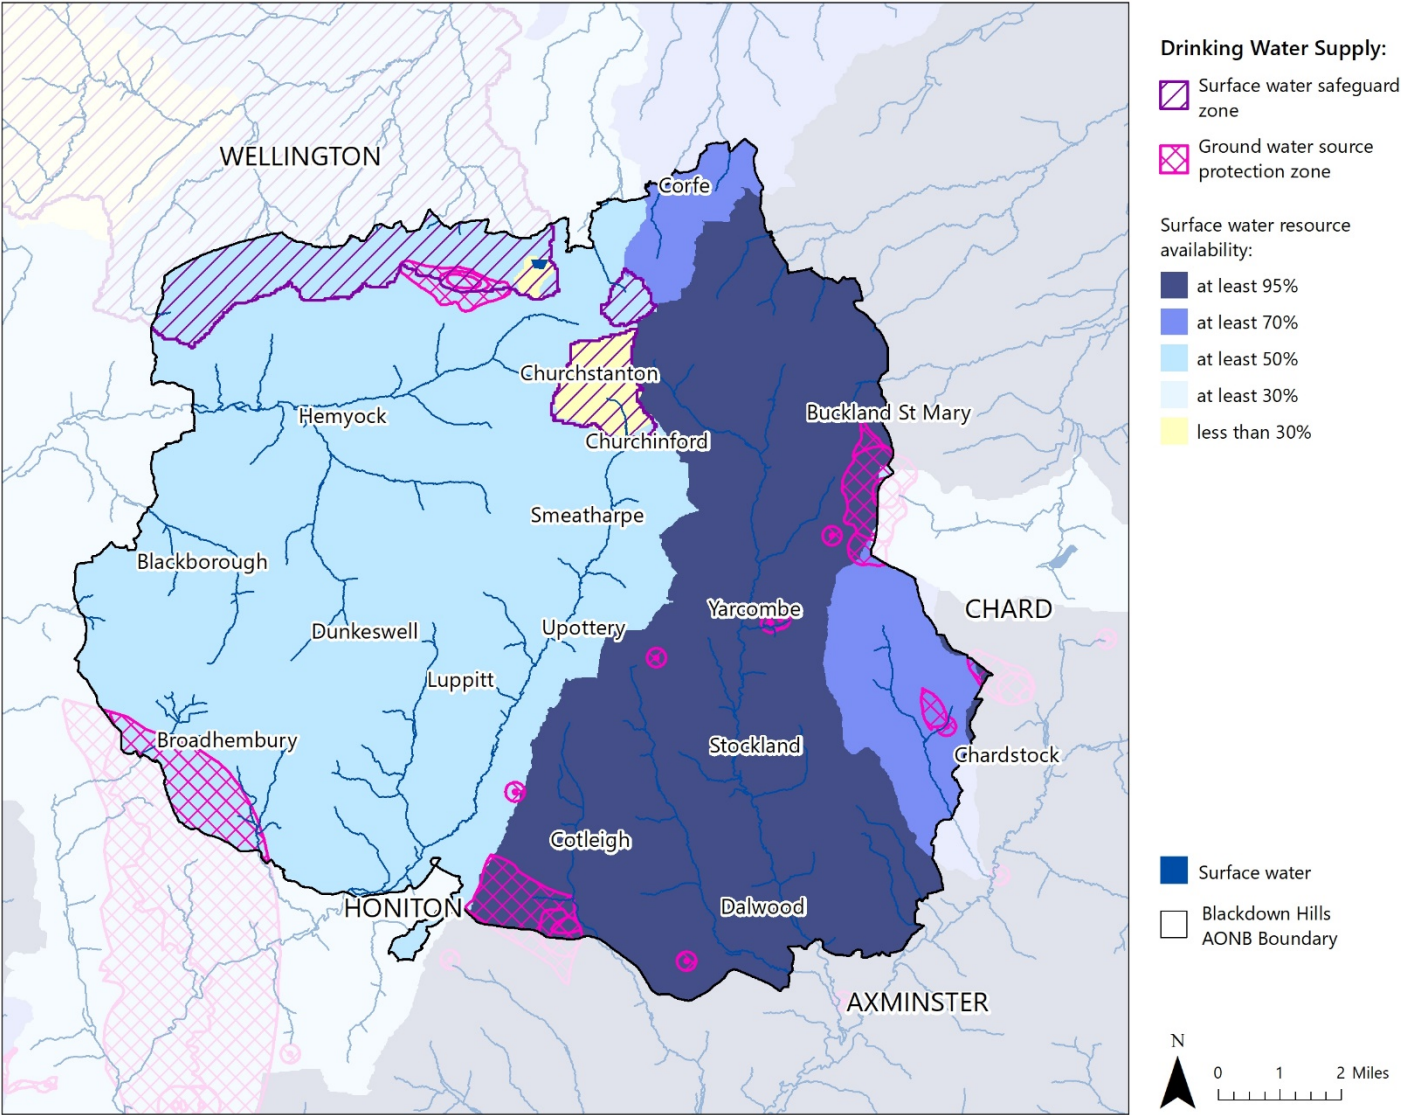 WELLINGTON
Corfe
Churchstanton
Hemyock
Buckland St Mary
Churchinford
Smeatharpe
Blackborough
Yarcombe
CHARD
Dunkeswell
Upottery
Luppitt
Broadhembury
Stockland
Chardstock
Cotleigh
HONITON
Dalwood
AXMINSTER
Drinking Water Supply:
Surface water safeguard
zone
Ground water source
protection zone
Surface water resource
availability:
at least 95%
at least 70%
at least 50%
at least 30%
less than 30%
Surface water
Blackdown Hills
AONB Boundary
N
0 1 2 Miles